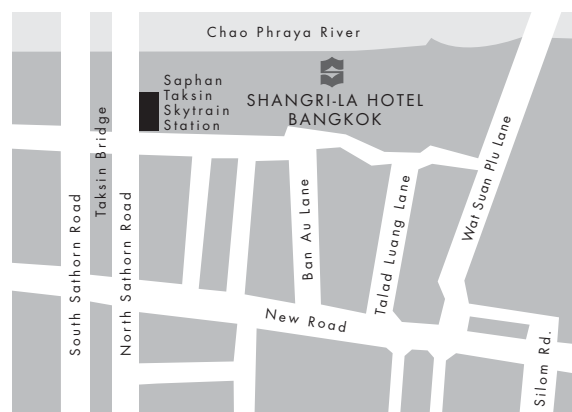 Chao Phraya River
Saphan
Taksin
Skytrain
Station
SHANGRI-LA HOTEL
BANGKOK
Taksin Bridge
South Sathorn Road
North Sathorn Road
Ban Au Lane
Talad Luang Lane
Wat Suan Plu Lane
New Road
Silom Rd.